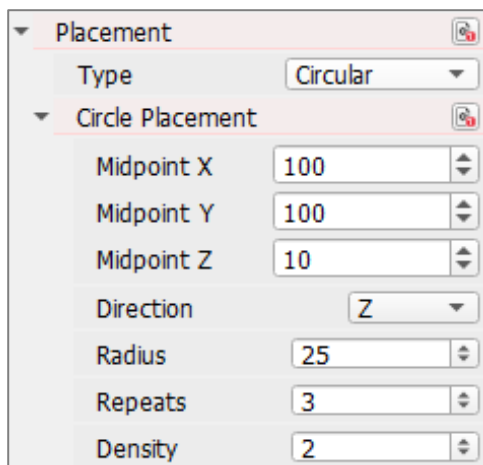 Placement
Type Circular
Circle Placement
Midpoint X 100
Midpoint Y 100
Midpoint Z 10
Direction Z
Radius 25
Repeats 3
Density 2